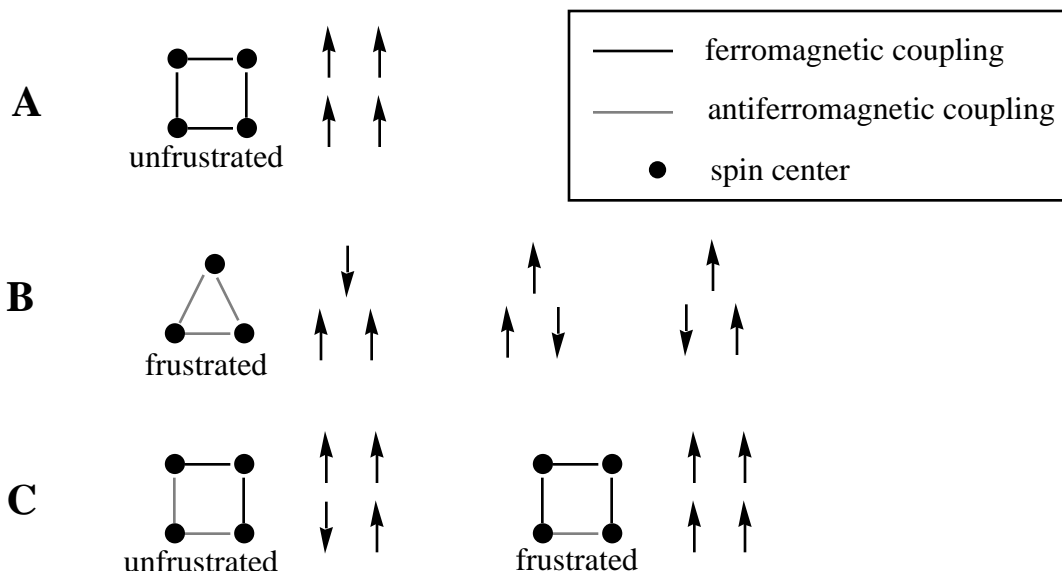 ferromagnetic coupling
A
antiferromagnetic coupling
unfrustrated
spin center
B
frustrated
C
unfrustrated
frustrated